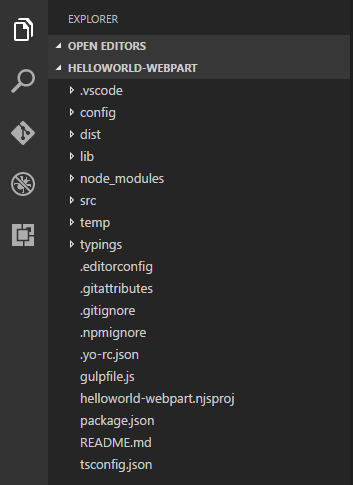 EXPLORER
OPEN EDITORS
HELLOWORLD-WEBPART
.vscode
config
dist
lib
node_modules
src
temp
typings
.editorconfig
.gitattributes
.gitignore
.npmignore
.yo-rc.json
gulpfile.js
helloworld-webpart.njsproj
package.json
README.md
tsconfig.json